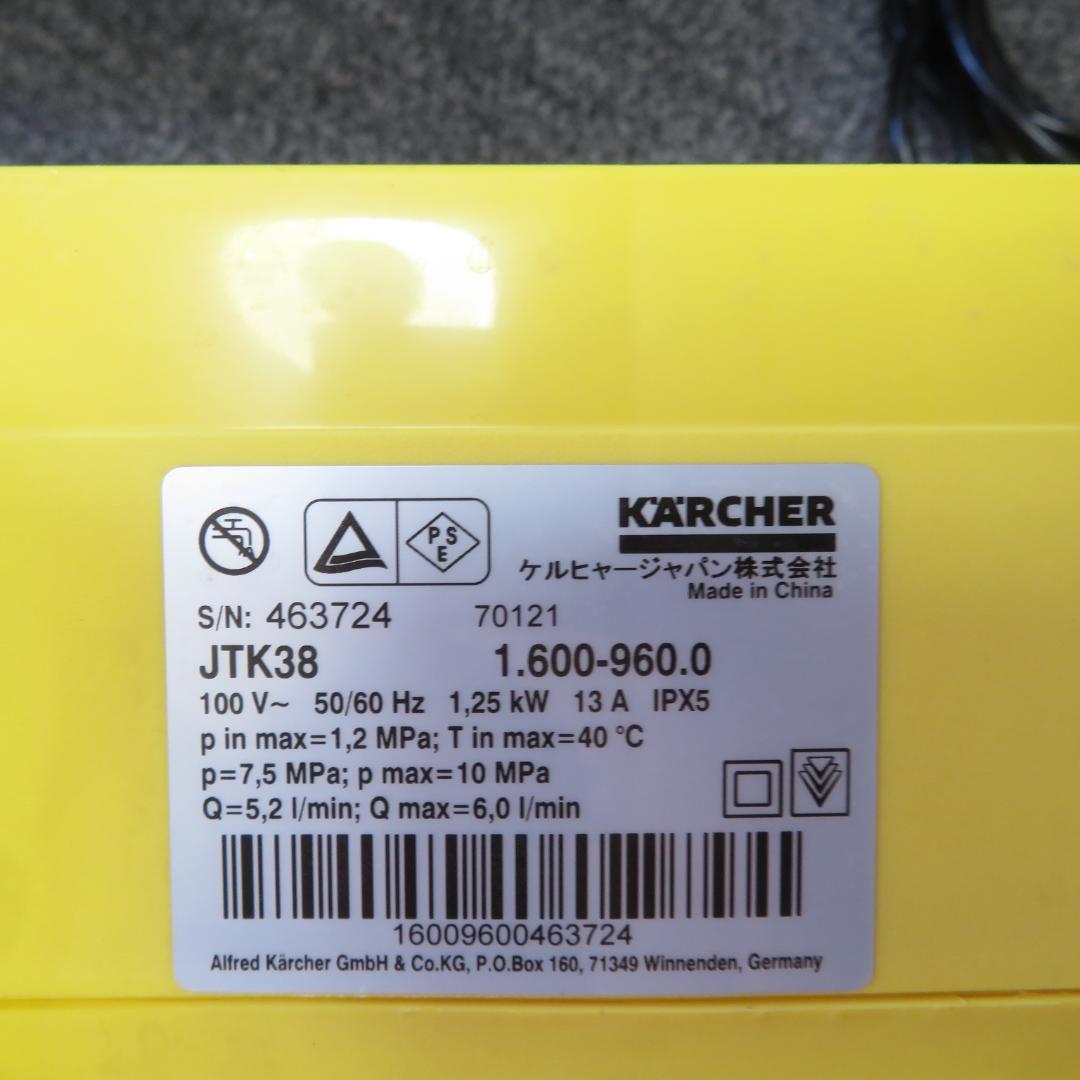 KÄRCHER
PSE
ケルヒャージャパン株式会社
Made in China
S/N: 463724 70121
JTK38 1.600-960.0
100 V~ 50/60 Hz 1,25 kW 13 A IPX5
p in max=1,2 MPa; T in max=40 °C
p=7,5 MPa; p max=10 MPa
Q=5,2 l/min; Q max=6,0 l/min
16009600463724
Alfred Kärcher GmbH & Co.KG, P.O.Box 160, 71349 Winnenden, Germany